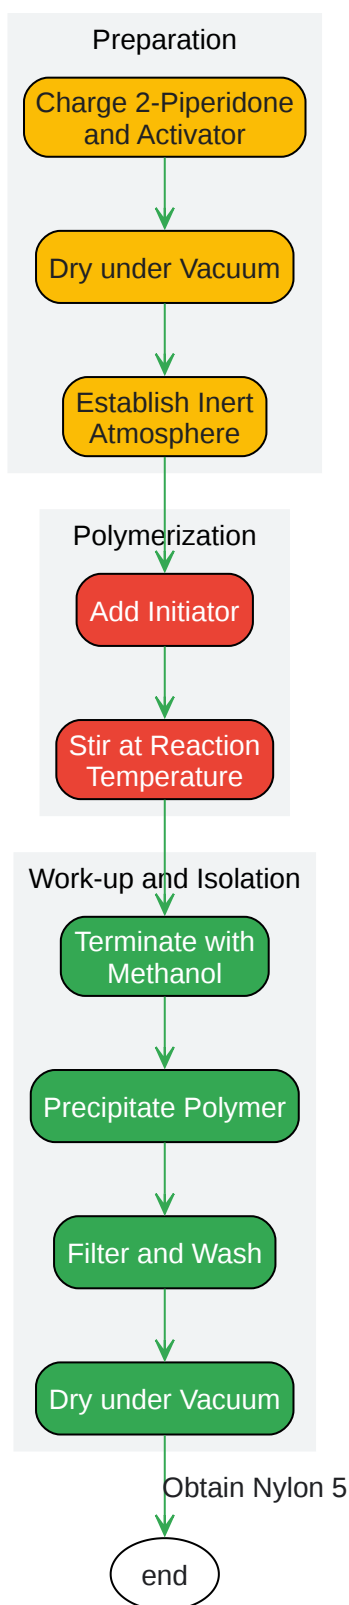 Preparation
Charge 2-Piperidone
and Activator
Dry under Vacuum
Establish Inert
Atmosphere
Polymerization
Add Initiator
Stir at Reaction
Temperature
Work-up and Isolation
Terminate with
Methanol
Precipitate Polymer
Filter and Wash
Dry under Vacuum
Obtain Nylon 5
end